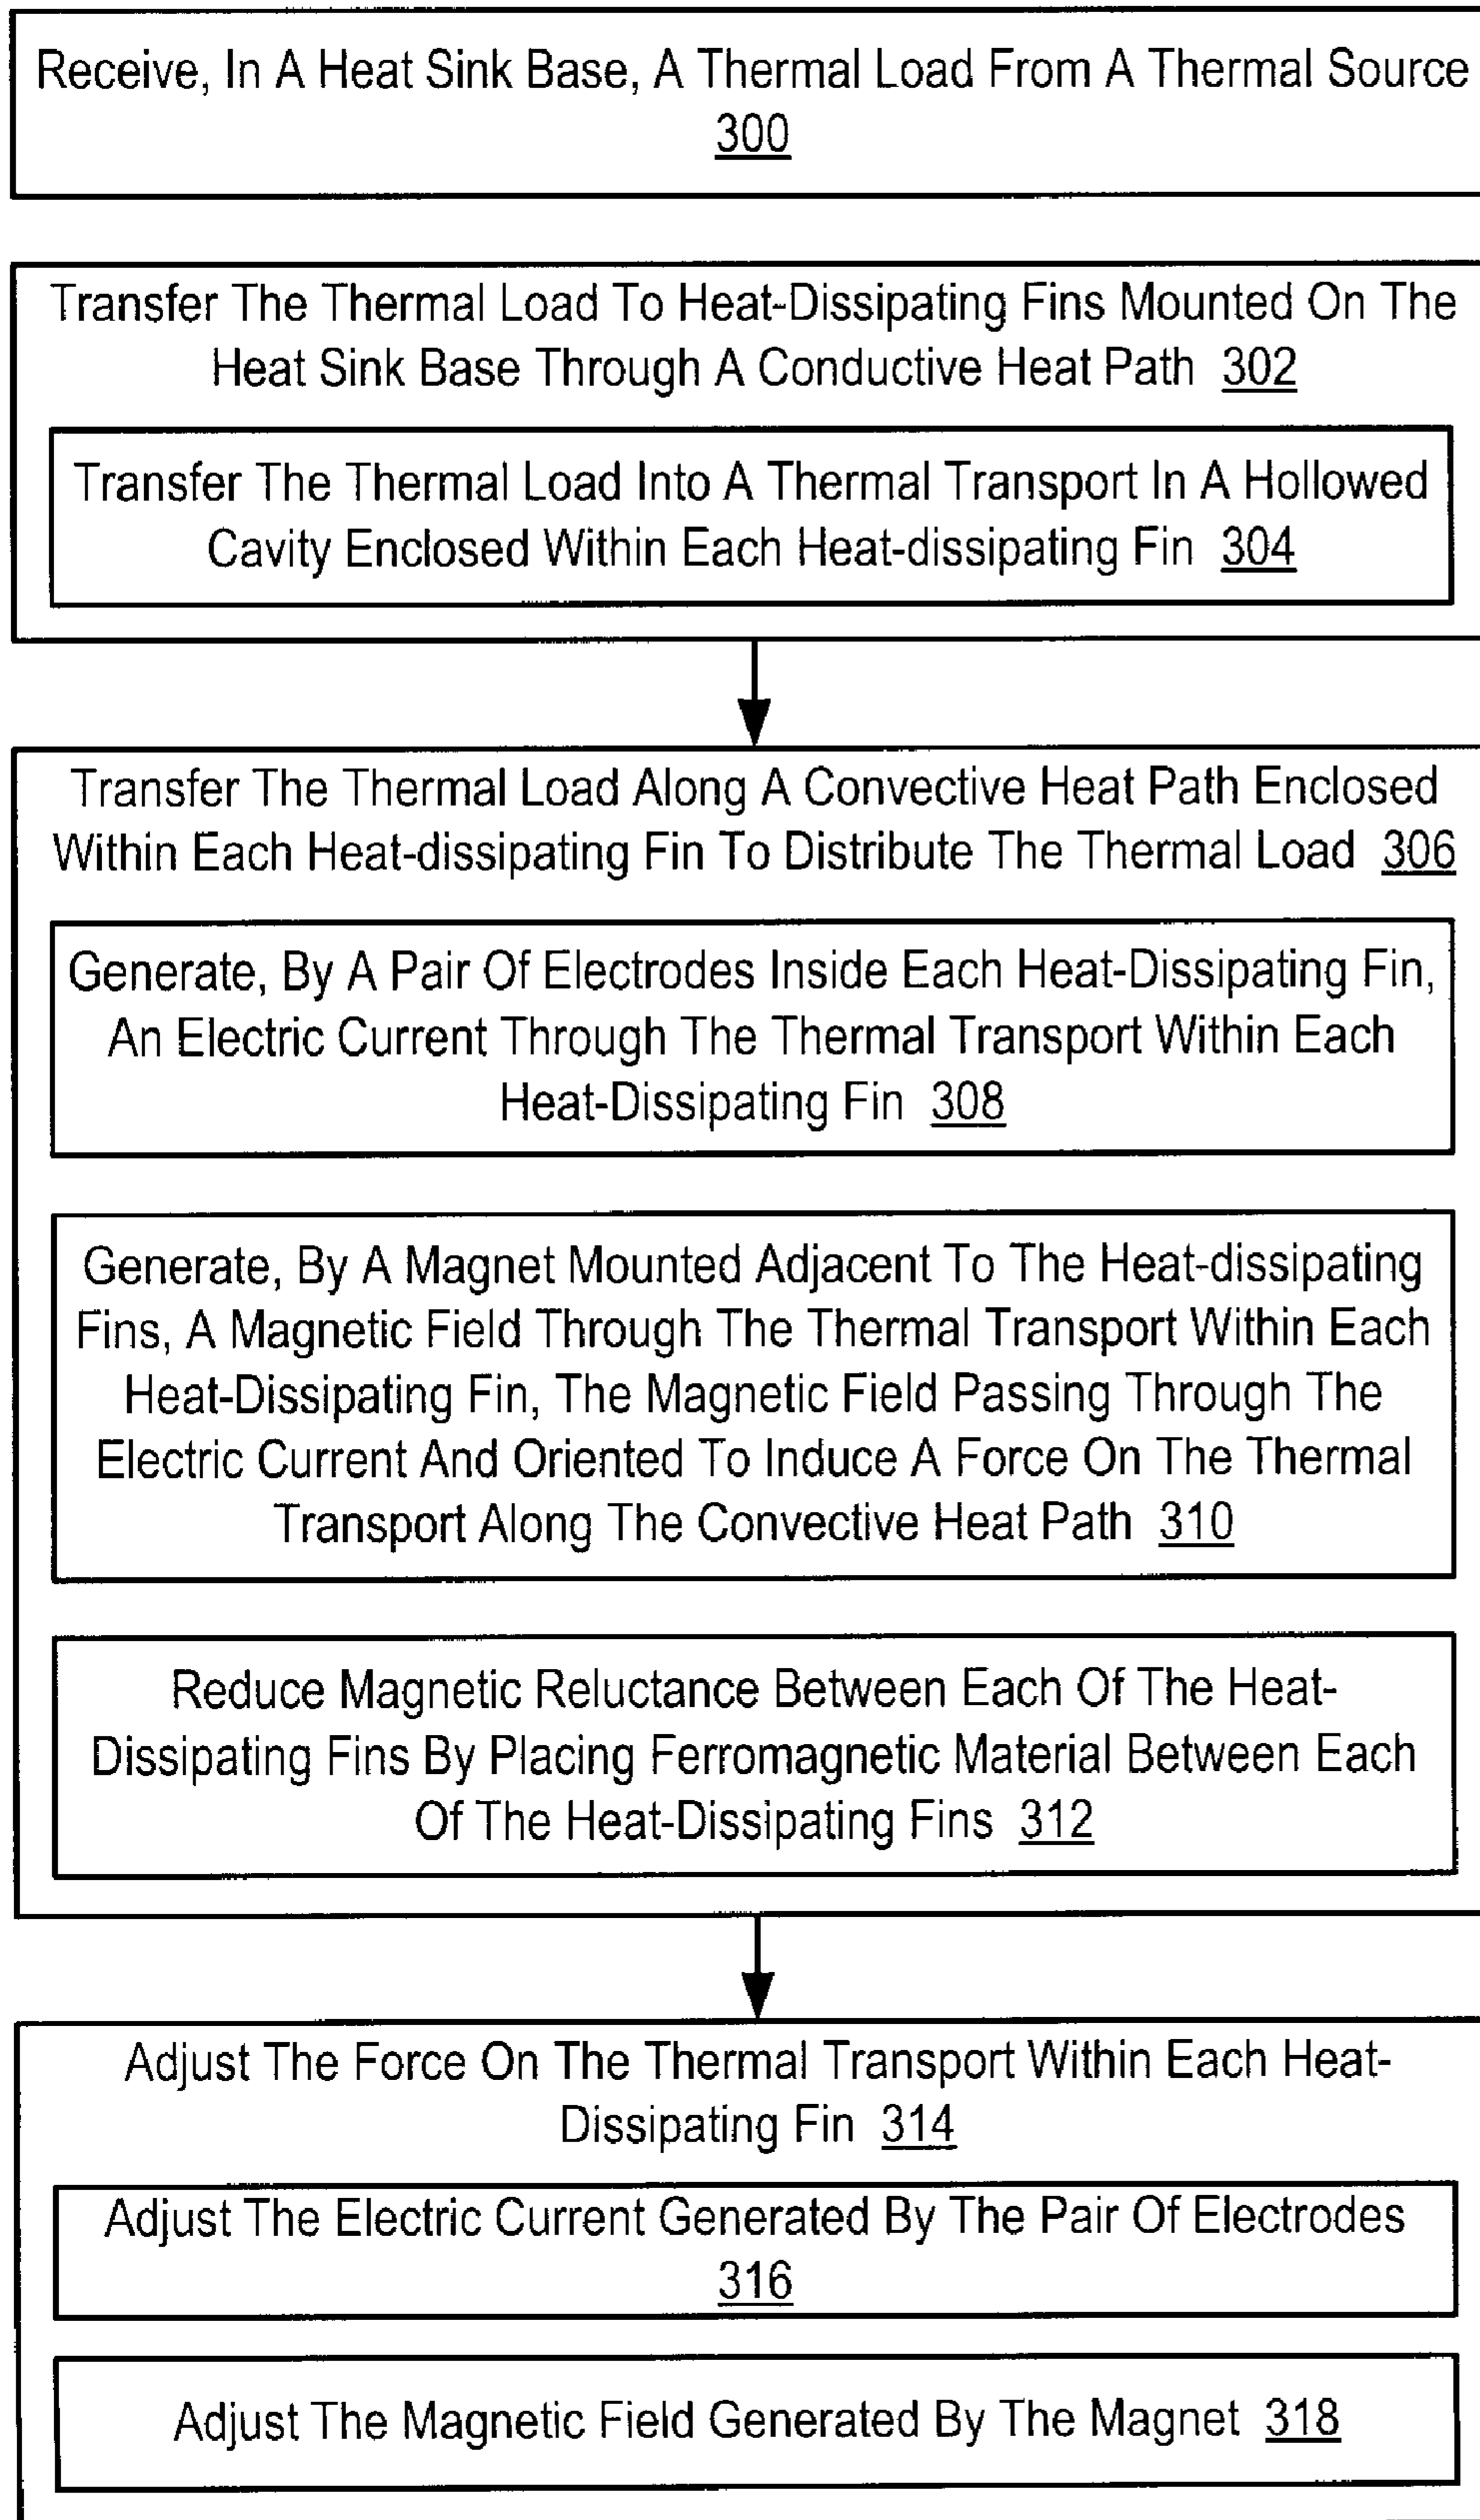 Receive, In A Heat Sink Base, A Thermal Load From A Thermal Source
300
Transfer The Thermal Load To Heat-Dissipating Fins Mounted On The
Heat Sink Base Through A Conductive Heat Path 302
Transfer The Thermal Load Into A Thermal Transport In A Hollowed
Cavity Enclosed Within Each Heat-dissipating Fin 304
Transfer The Thermal Load Along A Convective Heat Path Enclosed
Within Each Heat-dissipating Fin To Distribute The Thermal Load 306
Generate, By A Pair Of Electrodes Inside Each Heat-Dissipating Fin,
An Electric Current Through The Thermal Transport Within Each
Heat-Dissipating Fin 308
Generate, By A Magnet Mounted Adjacent To The Heat-dissipating
Fins, A Magnetic Field Through The Thermal Transport Within Each
Heat-Dissipating Fin, The Magnetic Field Passing Through The
Electric Current And Oriented To Induce A Force On The Thermal
Transport Along The Convective Heat Path 310
Reduce Magnetic Reluctance Between Each Of The Heat-
Dissipating Fins By Placing Ferromagnetic Material Between Each
Of The Heat-Dissipating Fins 312
Adjust The Force On The Thermal Transport Within Each Heat-
Dissipating Fin 314
Adjust The Electric Current Generated By The Pair Of Electrodes
316
Adjust The Magnetic Field Generated By The Magnet 318